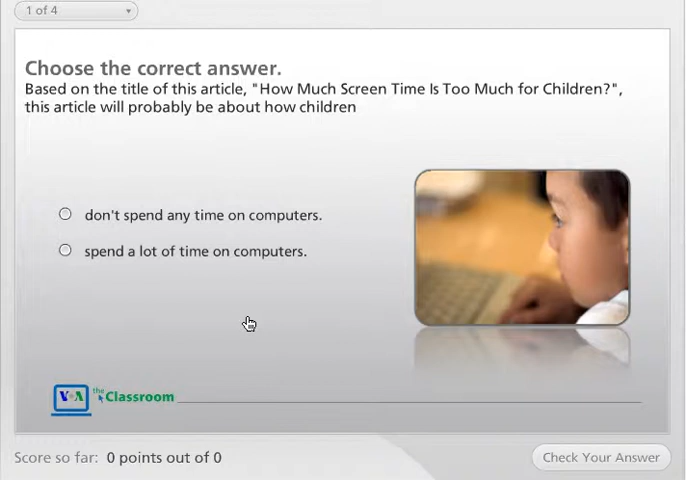 1 of 4
Choose the correct answer.
Based on the title of this article, "How Much Screen Time Is Too Much for Children?",
this article will probably be about how children
don't spend any time on computers.
spend a lot of time on computers.
VOA the Classroom
Score so far: 0 points out of 0
Check Your Answer